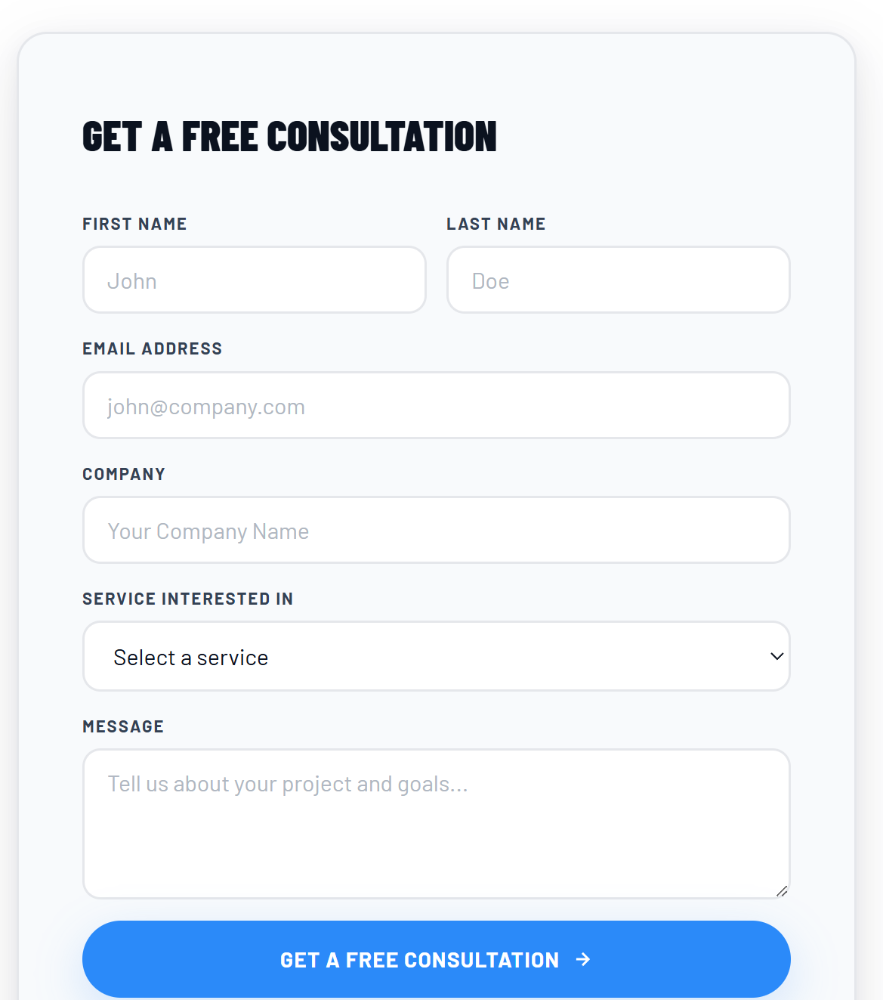 GET A FREE CONSULTATION
FIRST NAME
LAST NAME
John
Doe
EMAIL ADDRESS
john@company.com
COMPANY
Your Company Name
SERVICE INTERESTED IN
Select a service
MESSAGE
Tell us about your project and goals...
GET A FREE CONSULTATION →